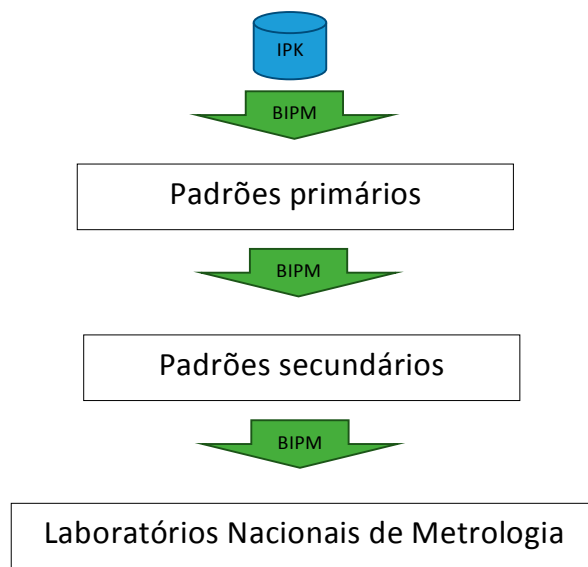 IPK
BIPM
Padrões primários
BIPM
Padrões secundários
BIPM
Laboratórios Nacionais de Metrologia